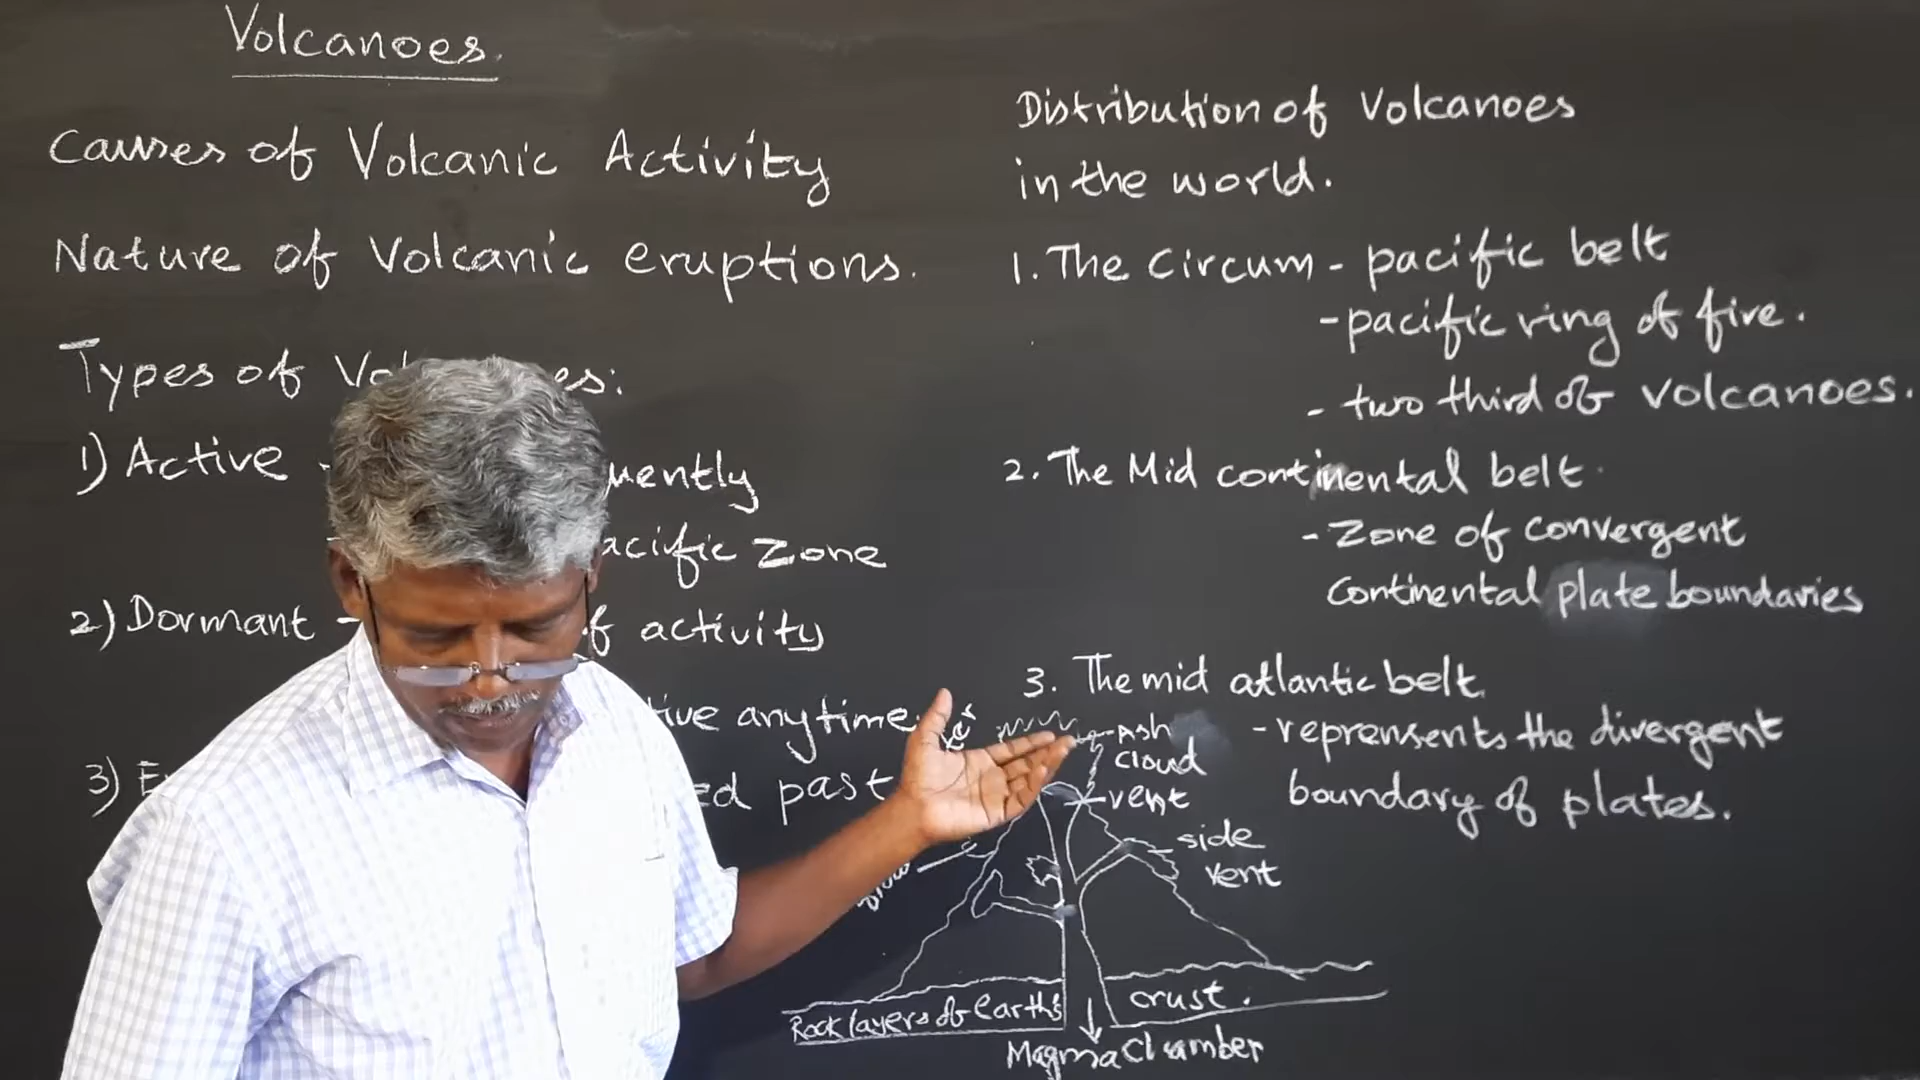 Volcanoes.
Causes of Volcanic Activity
Nature of Volcanic eruptions.
Types of
1) Active -
acific Zone
2) Dormant - of activity
anytime
3)
past
Distribution of Volcanoes
in the world.
1. The Circum - pacific belt
- pacific ring of fire.
- two third of volcanoes.
2. The Mid continental belt.
- Zone of convergent
continental plate boundaries
3. The mid atlantic belt.
- reprensents the divergent
boundary of plates.
Ash
cloud
vent
side
vent
Rock layers of earth's
crust.
Magma Chamber